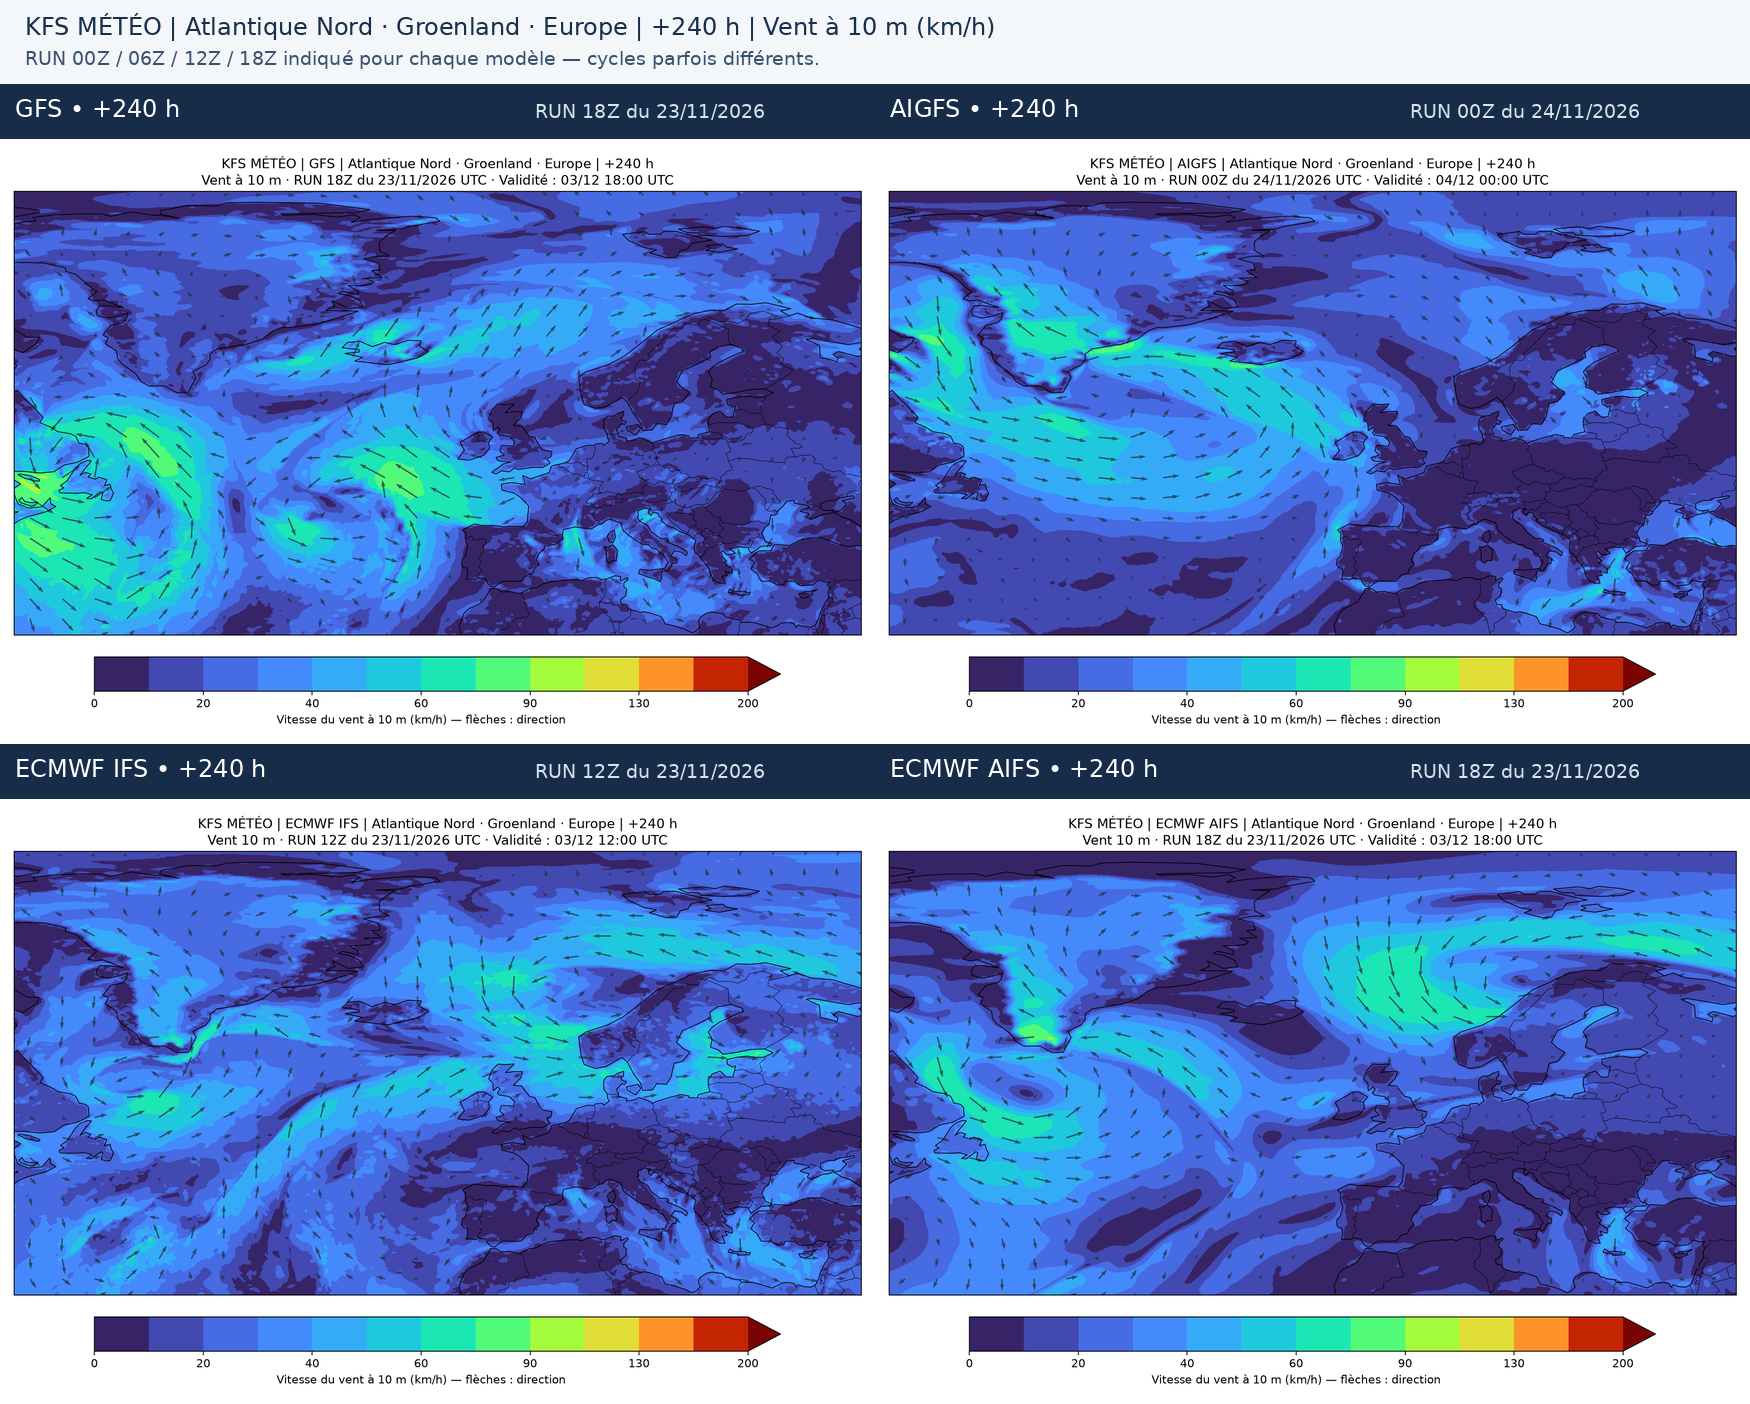 KFS MÉTÉO | Atlantique Nord · Groenland · Europe | +240 h | Vent à 10 m (km/h)
RUN 00Z / 06Z / 12Z / 18Z indiqué pour chaque modèle — cycles parfois différents.
GFS • +240 h
RUN 18Z du 23/11/2026
KFS MÉTÉO | GFS | Atlantique Nord · Groenland · Europe | +240 h
Vent à 10 m · RUN 18Z du 23/11/2026 UTC · Validité : 03/12 18:00 UTC
0 20 40 60 90 130 200
Vitesse du vent à 10 m (km/h) — flèches : direction
AIGFS • +240 h
RUN 00Z du 24/11/2026
KFS MÉTÉO | AIGFS | Atlantique Nord · Groenland · Europe | +240 h
Vent à 10 m · RUN 00Z du 24/11/2026 UTC · Validité : 04/12 00:00 UTC
0 20 40 60 90 130 200
Vitesse du vent à 10 m (km/h) — flèches : direction
ECMWF IFS • +240 h
RUN 12Z du 23/11/2026
KFS MÉTÉO | ECMWF IFS | Atlantique Nord · Groenland · Europe | +240 h
Vent 10 m · RUN 12Z du 23/11/2026 UTC · Validité : 03/12 12:00 UTC
0 20 40 60 90 130 200
Vitesse du vent à 10 m (km/h) — flèches : direction
ECMWF AIFS • +240 h
RUN 18Z du 23/11/2026
KFS MÉTÉO | ECMWF AIFS | Atlantique Nord · Groenland · Europe | +240 h
Vent 10 m · RUN 18Z du 23/11/2026 UTC · Validité : 03/12 18:00 UTC
0 20 40 60 90 130 200
Vitesse du vent à 10 m (km/h) — flèches : direction